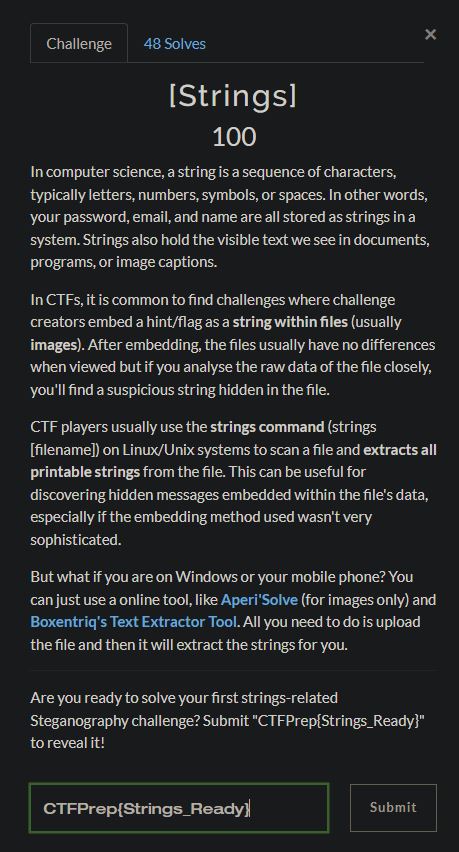 Challenge
48 Solves
×
[Strings]
100
In computer science, a string is a sequence of characters,
typically letters, numbers, symbols, or spaces. In other words,
your password, email, and name are all stored as strings in a
system. Strings also hold the visible text we see in documents,
programs, or image captions.
In CTFs, it is common to find challenges where challenge
creators embed a hint/flag as a string within files (usually
images). After embedding, the files usually have no differences
when viewed but if you analyse the raw data of the file closely,
you'll find a suspicious string hidden in the file.
CTF players usually use the strings command (strings
[filename]) on Linux/Unix systems to scan a file and extracts all
printable strings from the file. This can be useful for
discovering hidden messages embedded within the file's data,
especially if the embedding method used wasn't very
sophisticated.
But what if you are on Windows or your mobile phone? You
can just use a online tool, like Aperi'Solve (for images only) and
Boxentriq's Text Extractor Tool. All you need to do is upload
the file and then it will extract the strings for you.
Are you ready to solve your first strings-related
Steganography challenge? Submit "CTFPrep{Strings_Ready}"
to reveal it!
CTFPrep{Strings_Ready}
Submit